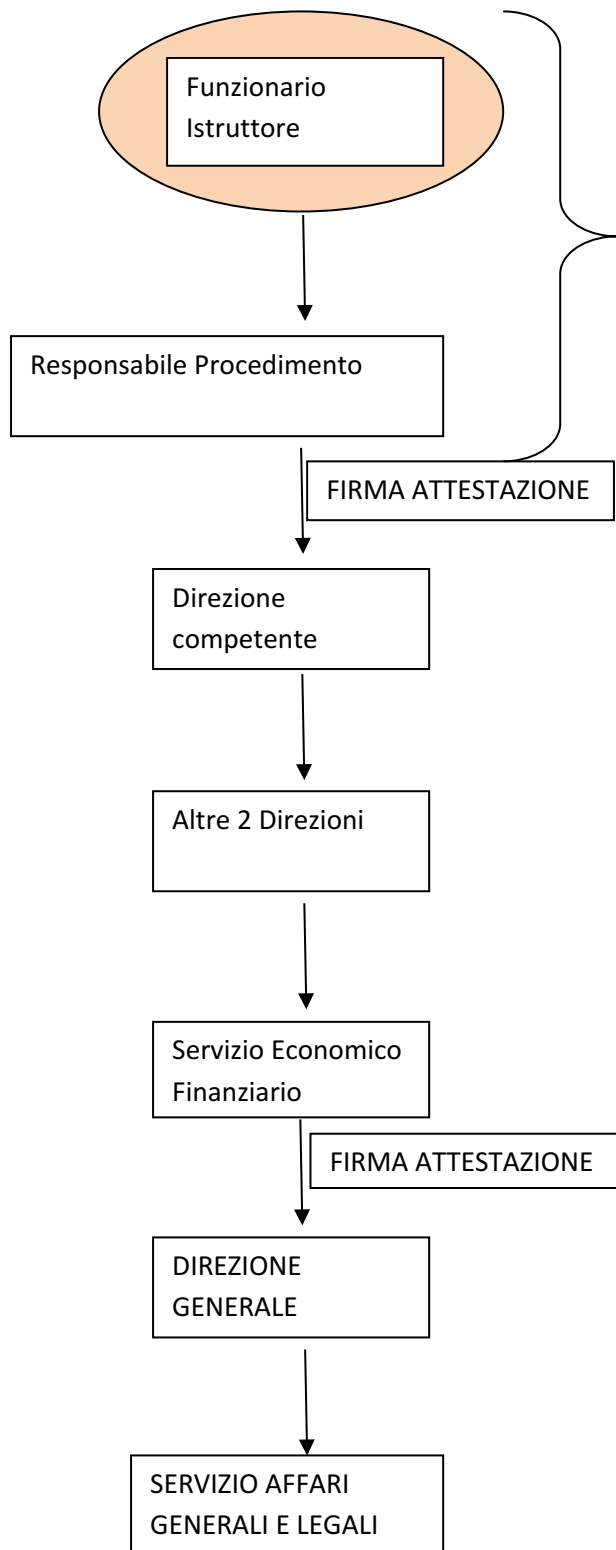 Funzionario
Istruttore
Responsabile Procedimento
FIRMA ATTESTAZIONE
Direzione
competente
Altre 2 Direzioni
Servizio Economico
Finanziario
FIRMA ATTESTAZIONE
DIREZIONE
GENERALE
SERVIZIO AFFARI
GENERALI E LEGALI